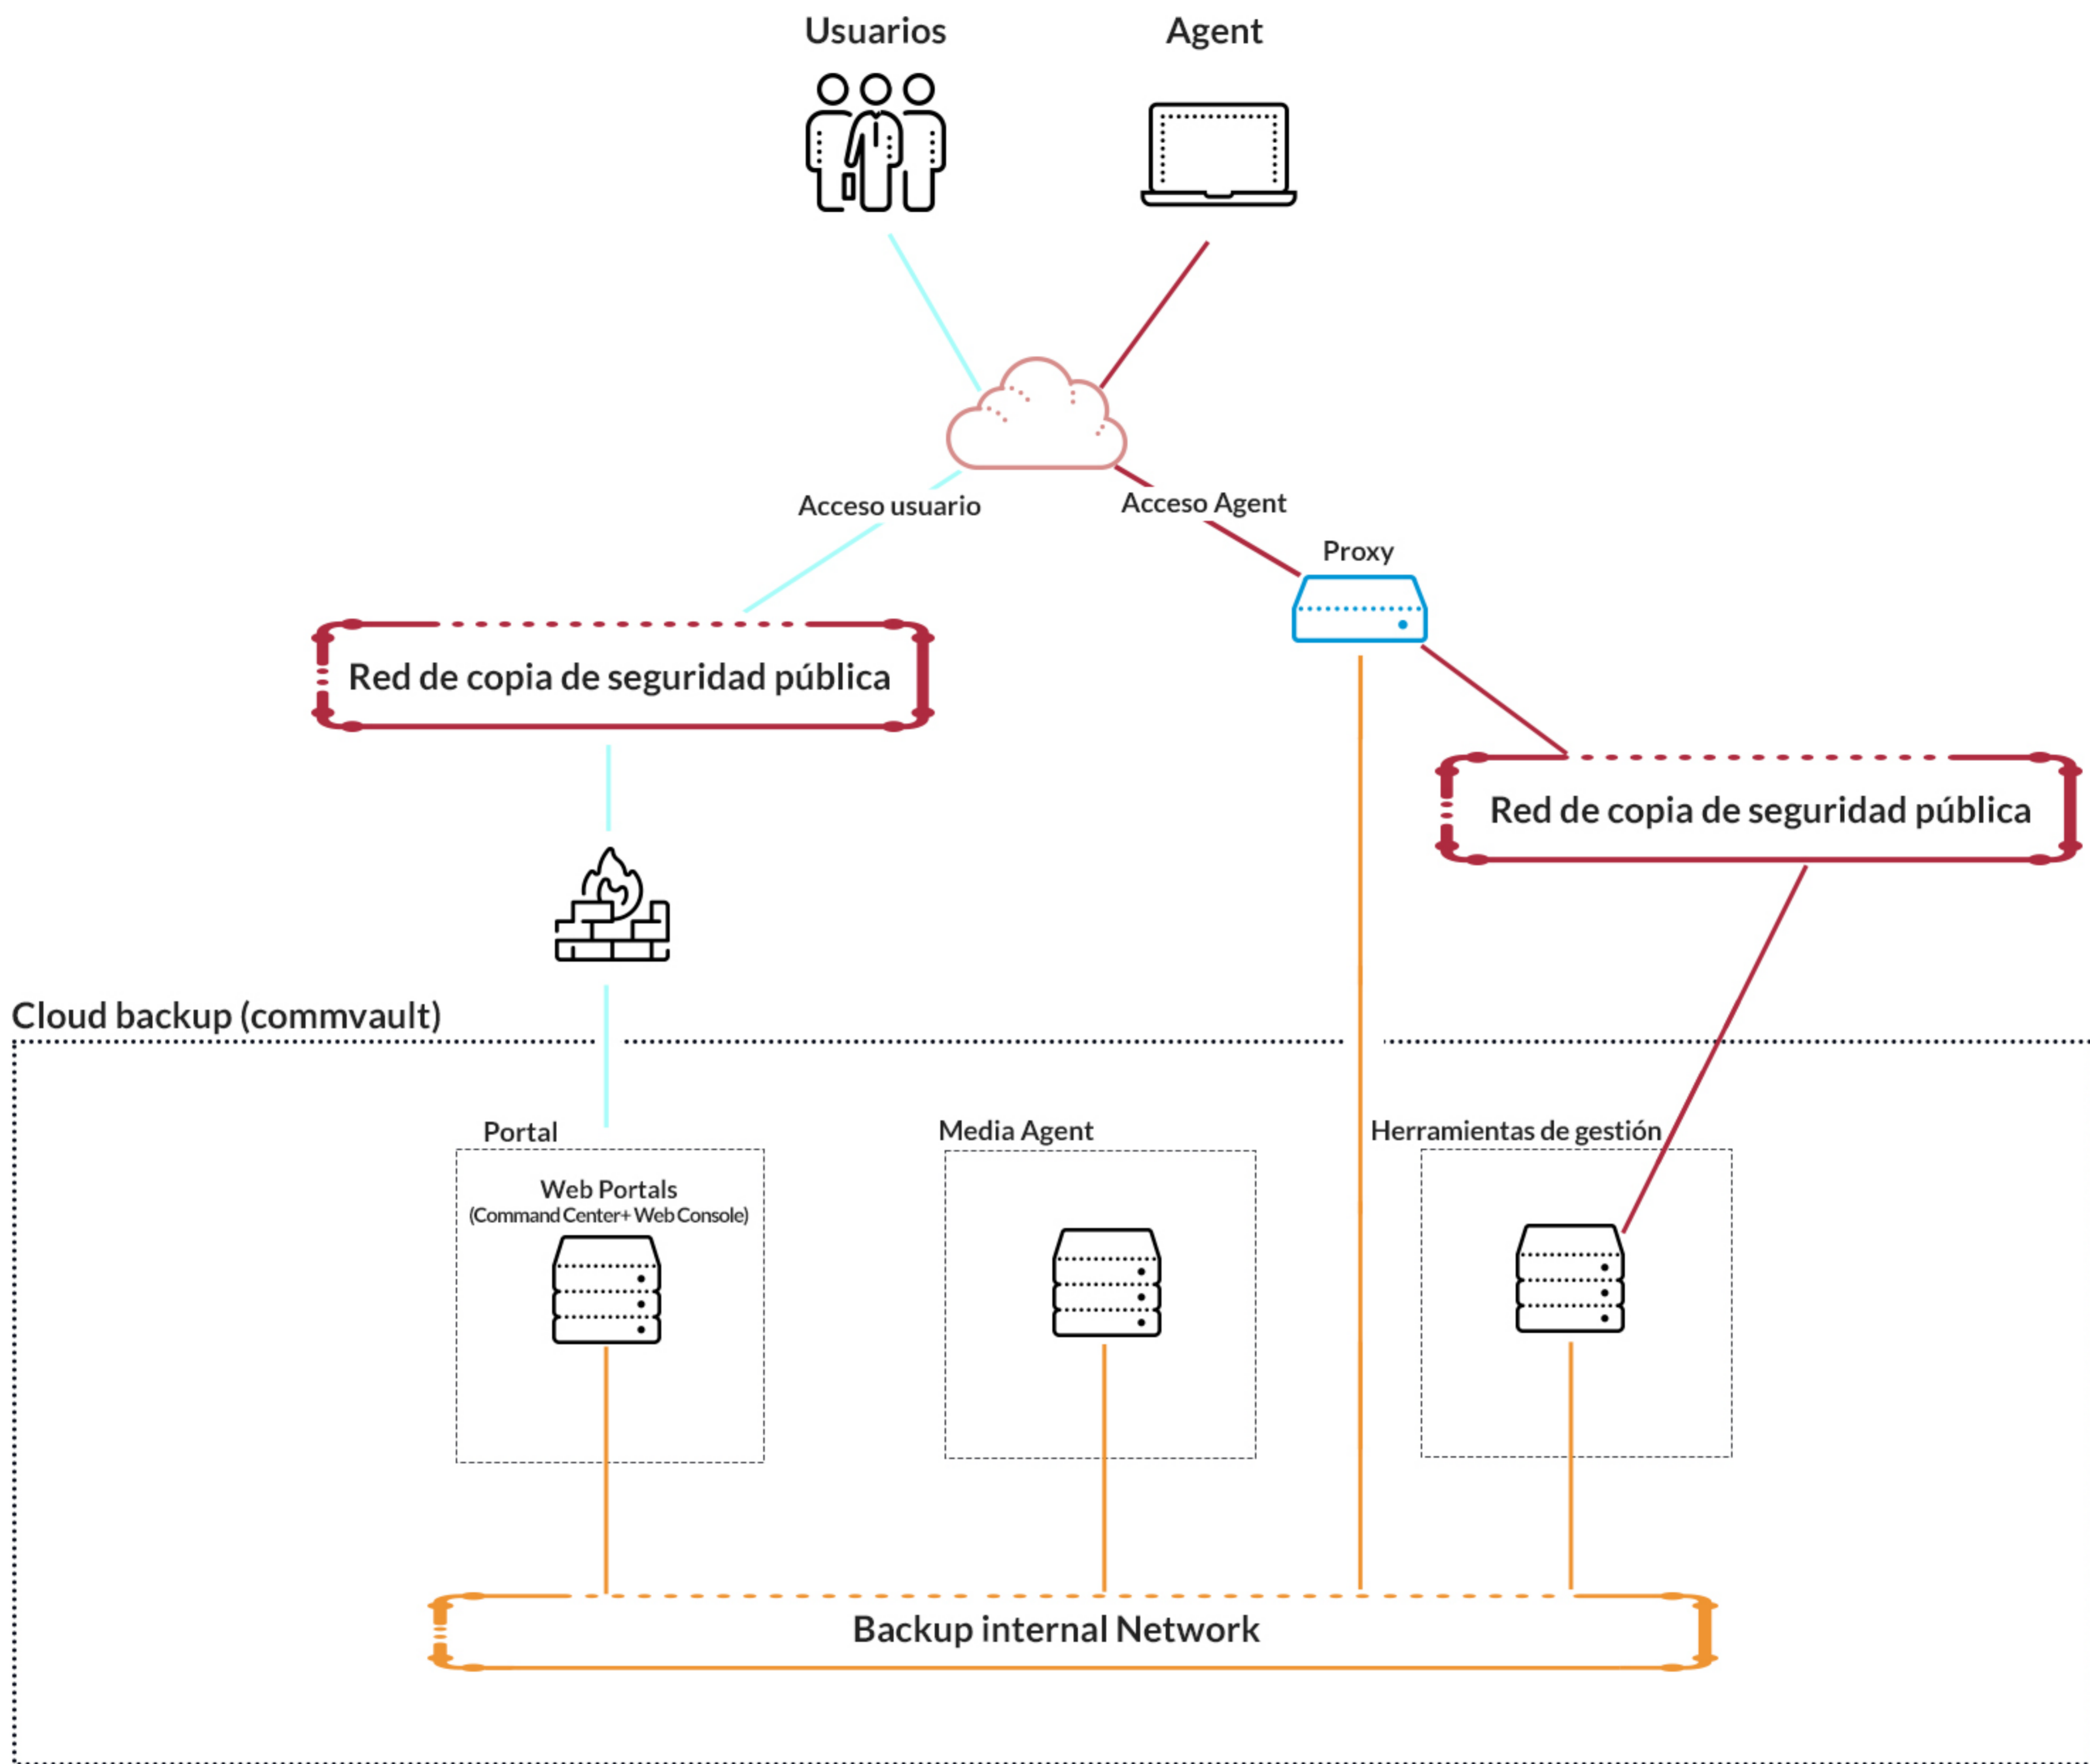 Usuarios
Agent
Acceso usuario
Acceso Agent
Proxy
Red de copia de seguridad pública
Red de copia de seguridad pública
Cloud backup (commvault)
Portal
Media Agent
Herramientas de gestión
Web Portals
(Command Center+ Web Console)
Backup internal Network